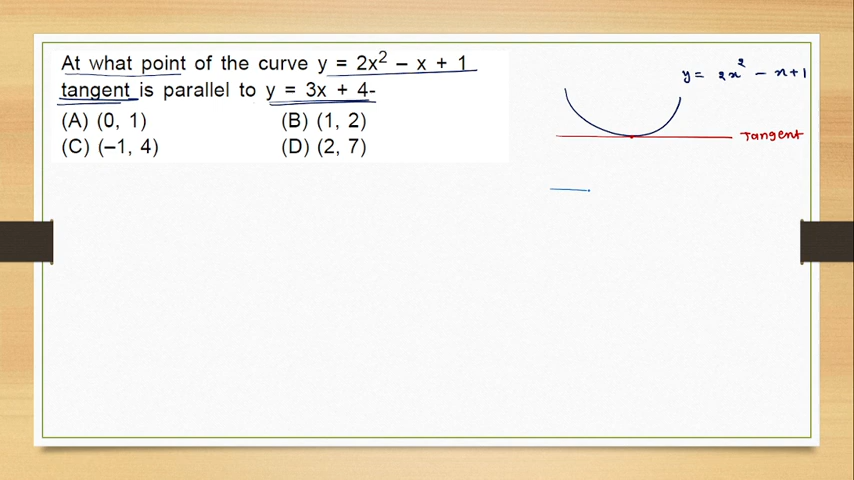 At what point of the curve y = 2x² – x + 1
tangent is parallel to y = 3x + 4-
(A) (0, 1) (B) (1, 2)
(C) (–1, 4) (D) (2, 7)
y = 2x² – x+1
Tangent